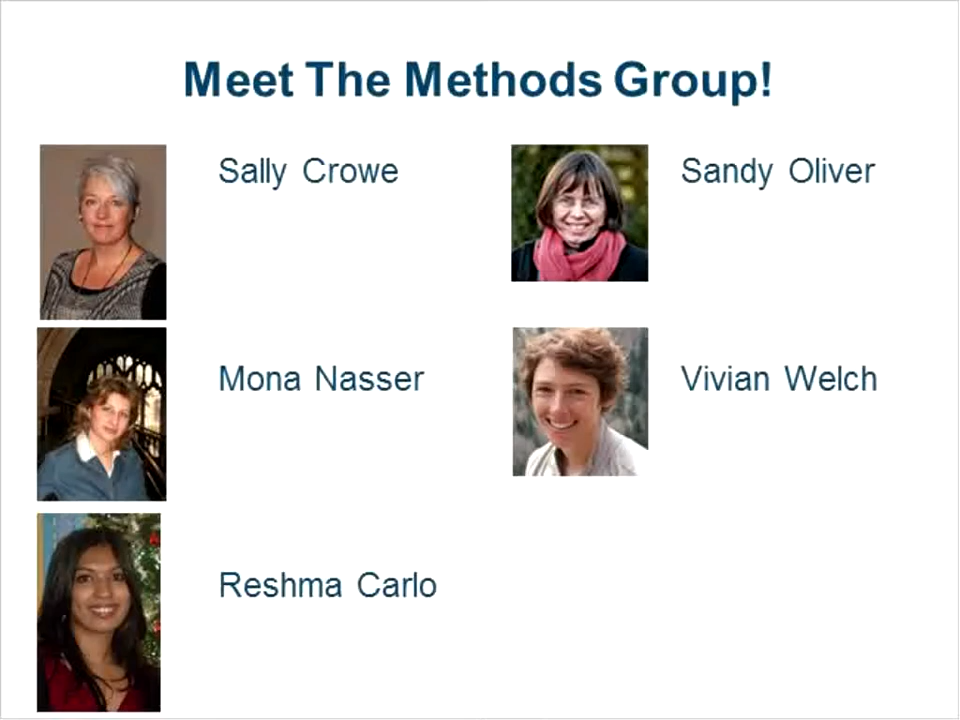 Meet The Methods Group!
Sally Crowe
Sandy Oliver
Mona Nasser
Vivian Welch
Reshma Carlo